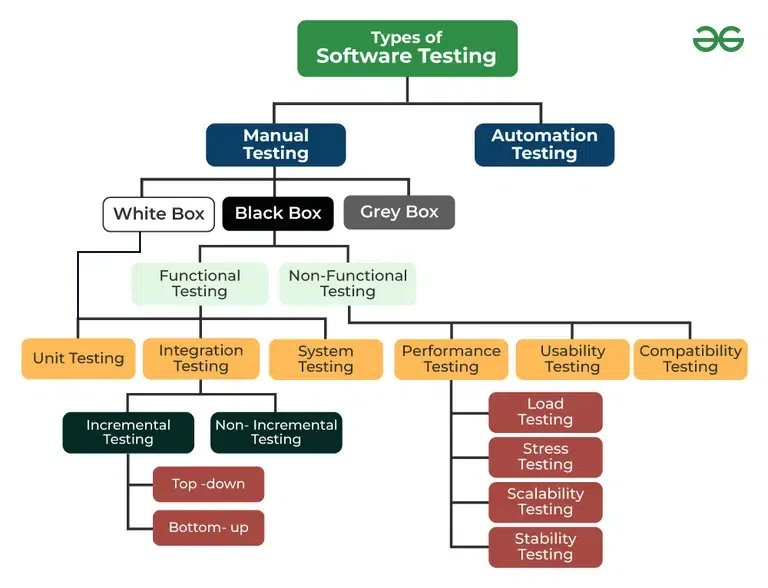 Types of
Software Testing
Manual
Testing
Automation
Testing
White Box
Black Box
Grey Box
Functional
Testing
Non-Functional
Testing
Unit Testing
Integration
Testing
System
Testing
Performance
Testing
Usability
Testing
Compatibility
Testing
Incremental
Testing
Non- Incremental
Testing
Top -down
Bottom- up
Load
Testing
Stress
Testing
Scalability
Testing
Stability
Testing